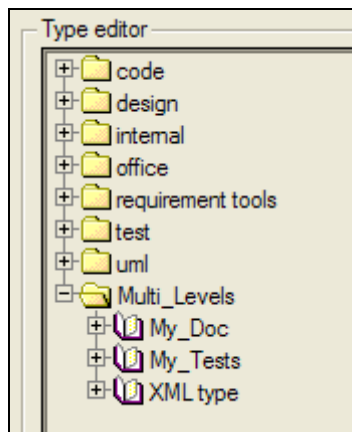 Type editor
code
design
internal
office
requirement tools
test
uml
Multi_Levels
My_Doc
My_Tests
XML type